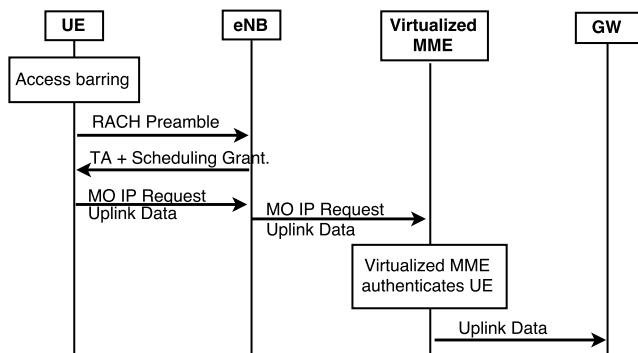 UE
eNB
Virtualized
MME
GW
Access barring
RACH Preamble
TA + Scheduling Grant.
MO IP Request
Uplink Data
MO IP Request
Uplink Data
Virtualized MME
authenticates UE
Uplink Data